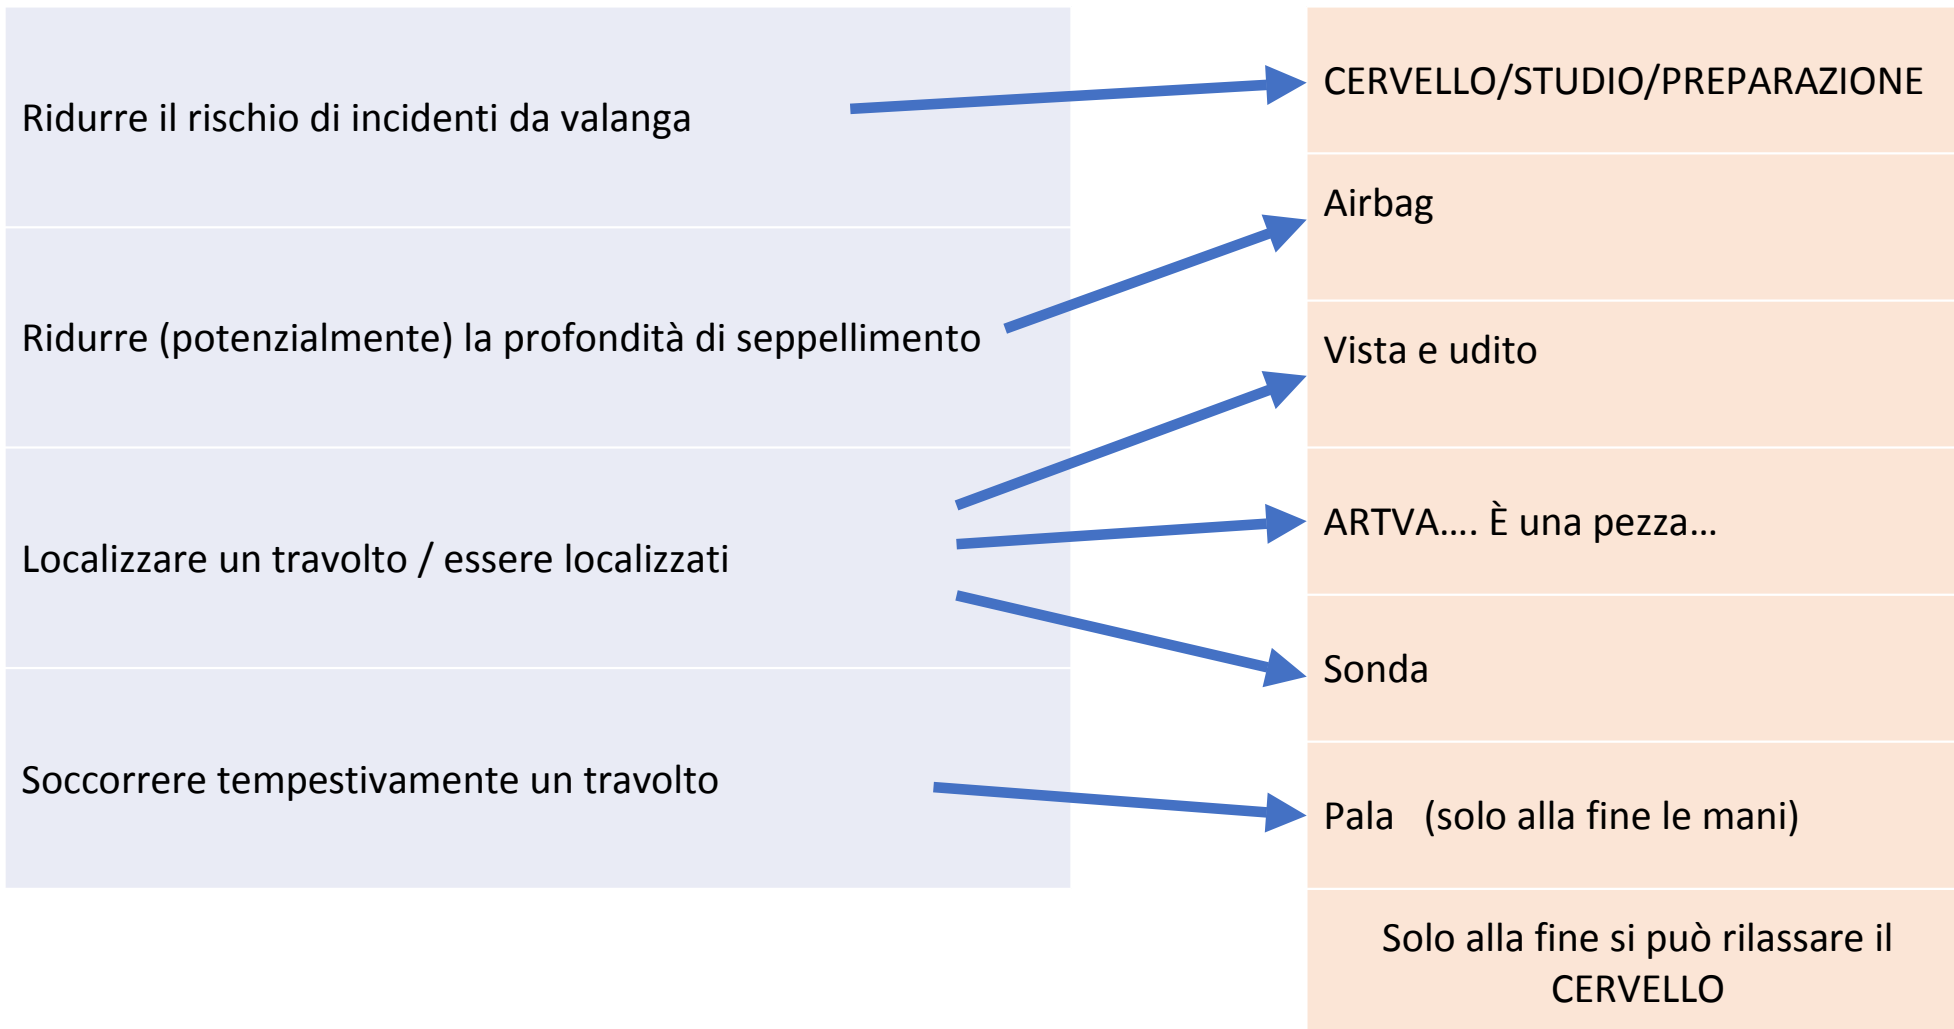 Ridurre il rischio di incidenti da valanga
Ridurre (potenzialmente) la profondità di seppellimento
Localizzare un travolto / essere localizzati
Soccorrere tempestivamente un travolto
CERVELLO/STUDIO/PREPARAZIONE
Airbag
Vista e udito
ARTVA.... È una pezza...
Sonda
Pala   (solo alla fine le mani)
Solo alla fine si può rilassare il
CERVELLO